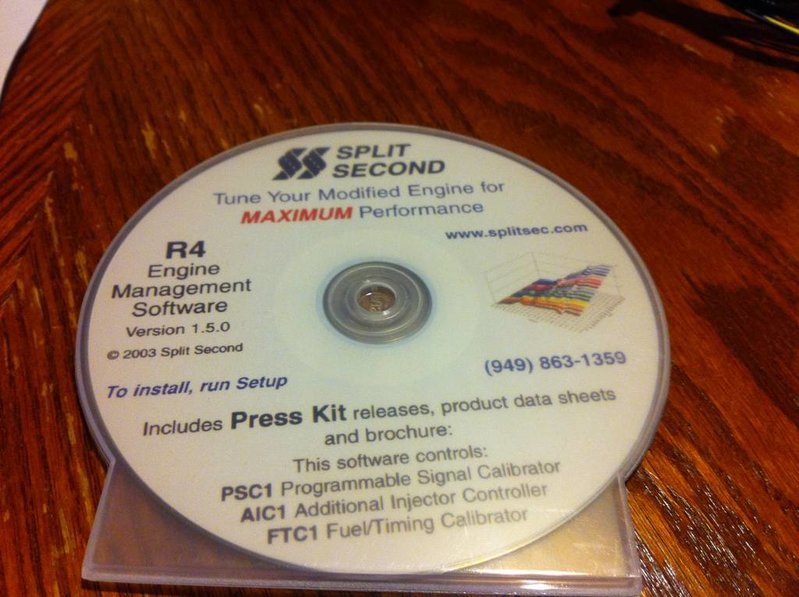 SPLIT
SECOND
Tune Your Modified Engine for
MAXIMUM Performance
www.splitsec.com
R4
Engine
Management
Software
Version 1.5.0
© 2003 Split Second
(949) 863-1359
To install, run Setup
Includes Press Kit releases, product data sheets
and brochure:
This software controls:
PSC1 Programmable Signal Calibrator
AIC1 Additional Injector Controller
FTC1 Fuel/Timing Calibrator